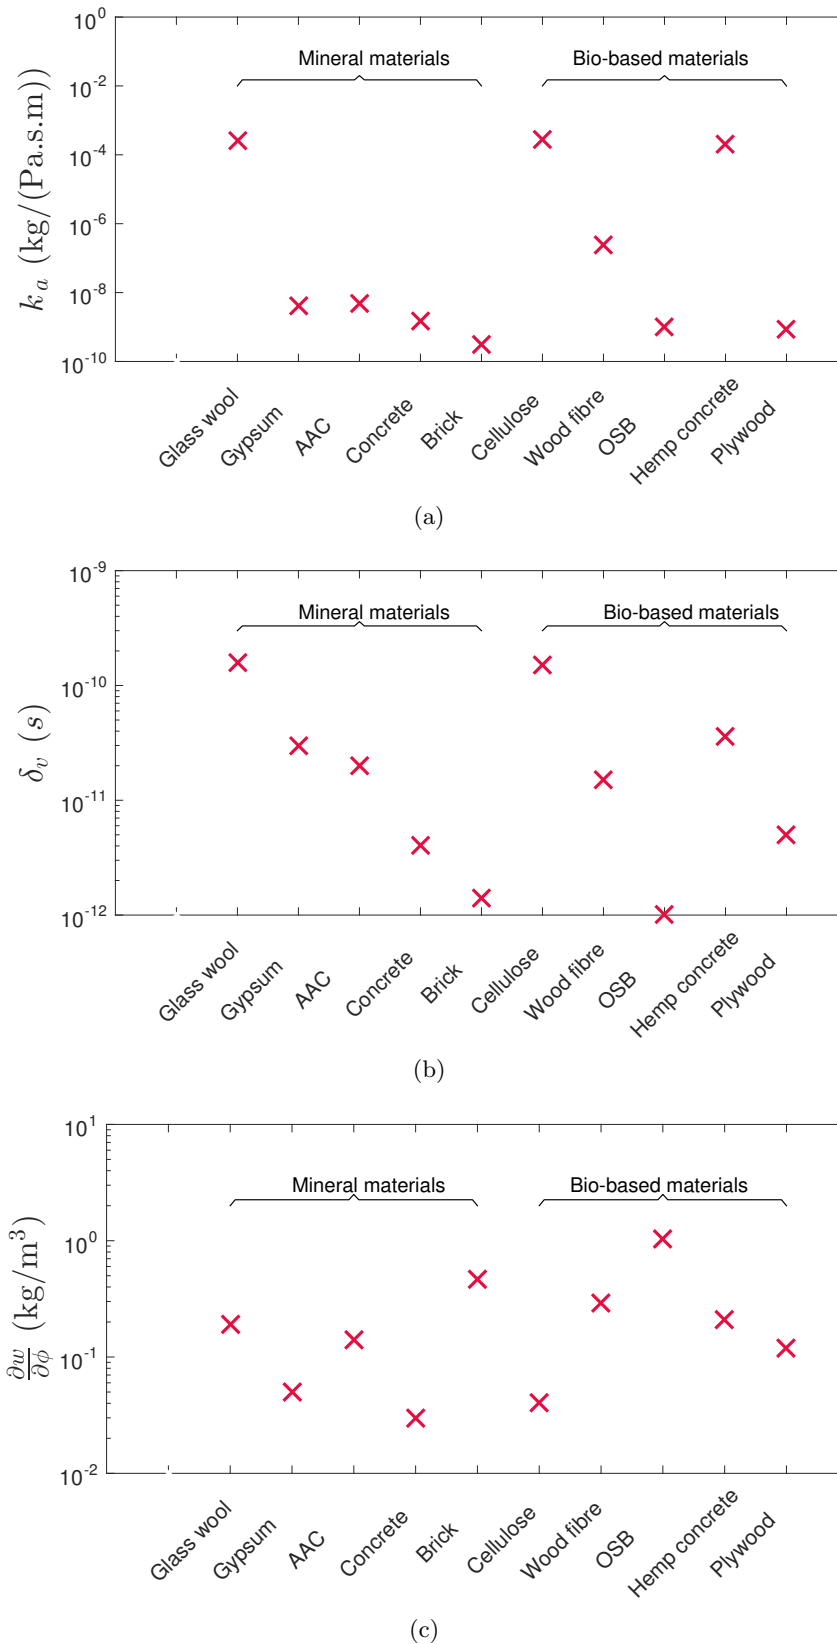 10^0
Mineral materials
Bio-based materials
10^-2
10^-4
10^-6
10^-8
10^-10
k_a (kg/(Pa.s.m))
Glass wool
Gypsum
AAC
Concrete
Brick
Cellulose
Wood fibre
OSB
Hemp concrete
Plywood
(a)
10^-9
Mineral materials
Bio-based materials
10^-10
10^-11
10^-12
δ_v (s)
Glass wool
Gypsum
AAC
Concrete
Brick
Cellulose
Wood fibre
OSB
Hemp concrete
Plywood
(b)
10^1
Mineral materials
Bio-based materials
10^0
10^-1
10^-2
∂w/∂ϕ (kg/m^3)
Glass wool
Gypsum
AAC
Concrete
Brick
Cellulose
Wood fibre
OSB
Hemp concrete
Plywood
(c)